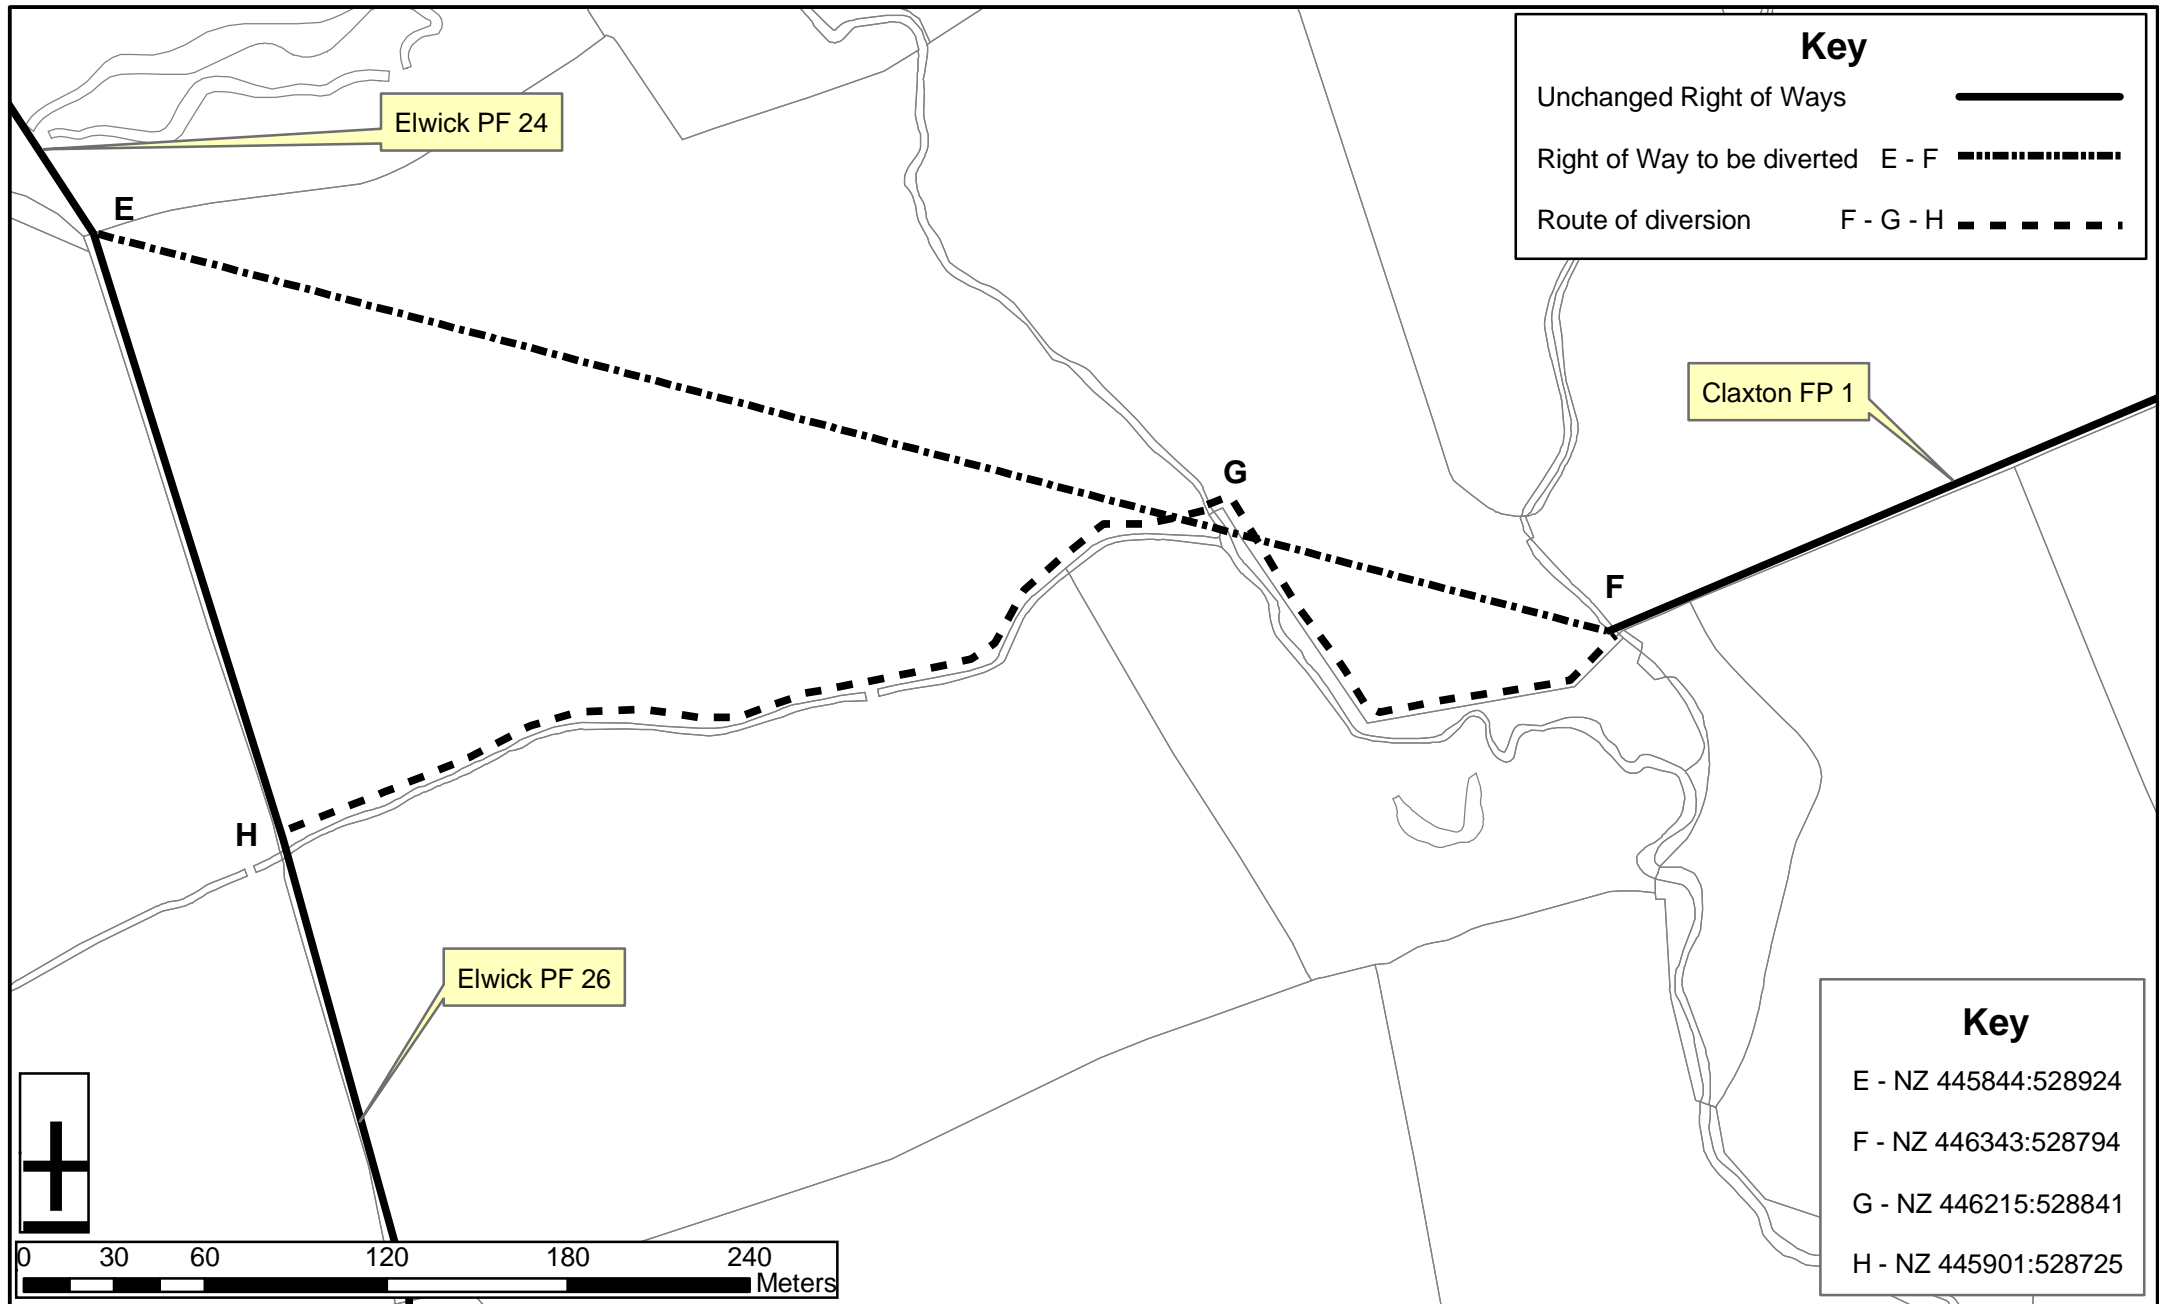 Key
Unchanged Right of Ways
Right of Way to be diverted E - F
Route of diversion F - G - H
Elwick PF 24
E
Claxton FP 1
G
F
H
Elwick PF 26
Key
E - NZ 445844:528924
F - NZ 446343:528794
G - NZ 446215:528841
H - NZ 445901:528725
0 30 60 120 180 240
Meters